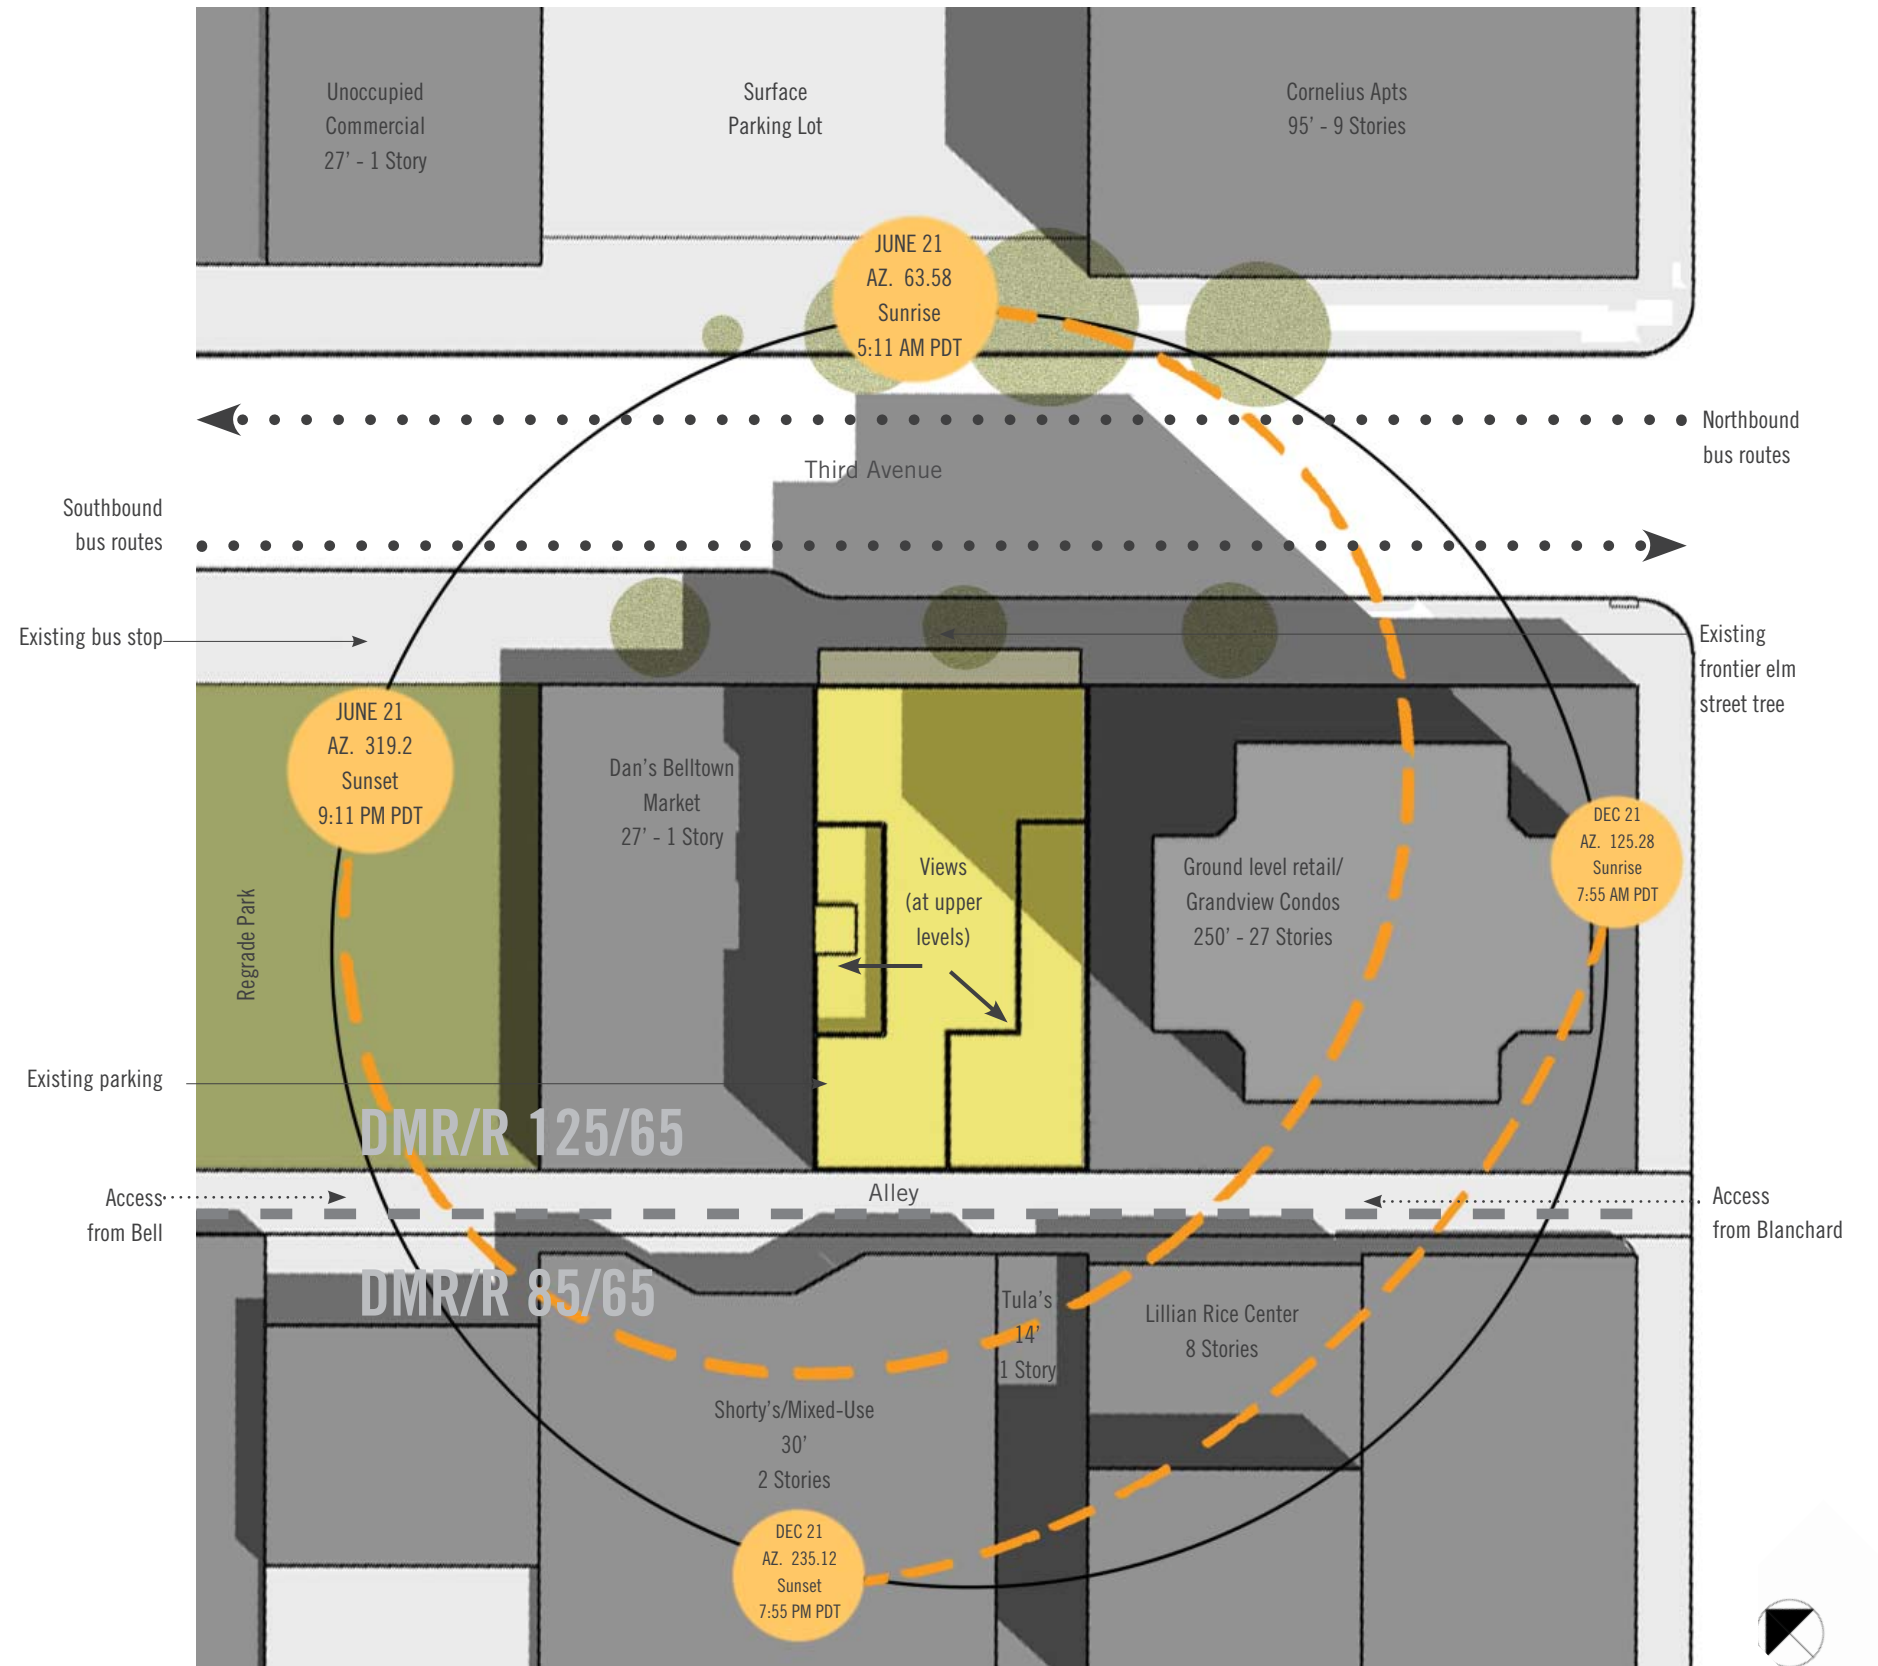 Unoccupied
Commercial
27’ - 1 Story
Surface
Parking Lot
Cornelius Apts
95’ - 9 Stories
JUNE 21
AZ. 63.58
Sunrise
5:11 AM PDT
Northbound
bus routes
Third Avenue
Southbound
bus routes
Existing bus stop
Existing
frontier elm
street tree
JUNE 21
AZ. 319.2
Sunset
9:11 PM PDT
Dan’s Belltown
Market
27’ - 1 Story
Views
(at upper
levels)
Ground level retail/
Grandview Condos
250’ - 27 Stories
DEC 21
AZ. 125.28
Sunrise
7:55 AM PDT
Regrade Park
Existing parking
DMR/R 125/65
Access
from Bell
Alley
Access
from Blanchard
DMR/R 85/65
Tula’s
14’
1 Story
Lillian Rice Center
8 Stories
Shorty’s/Mixed-Use
30’
2 Stories
DEC 21
AZ. 235.12
Sunset
7:55 PM PDT